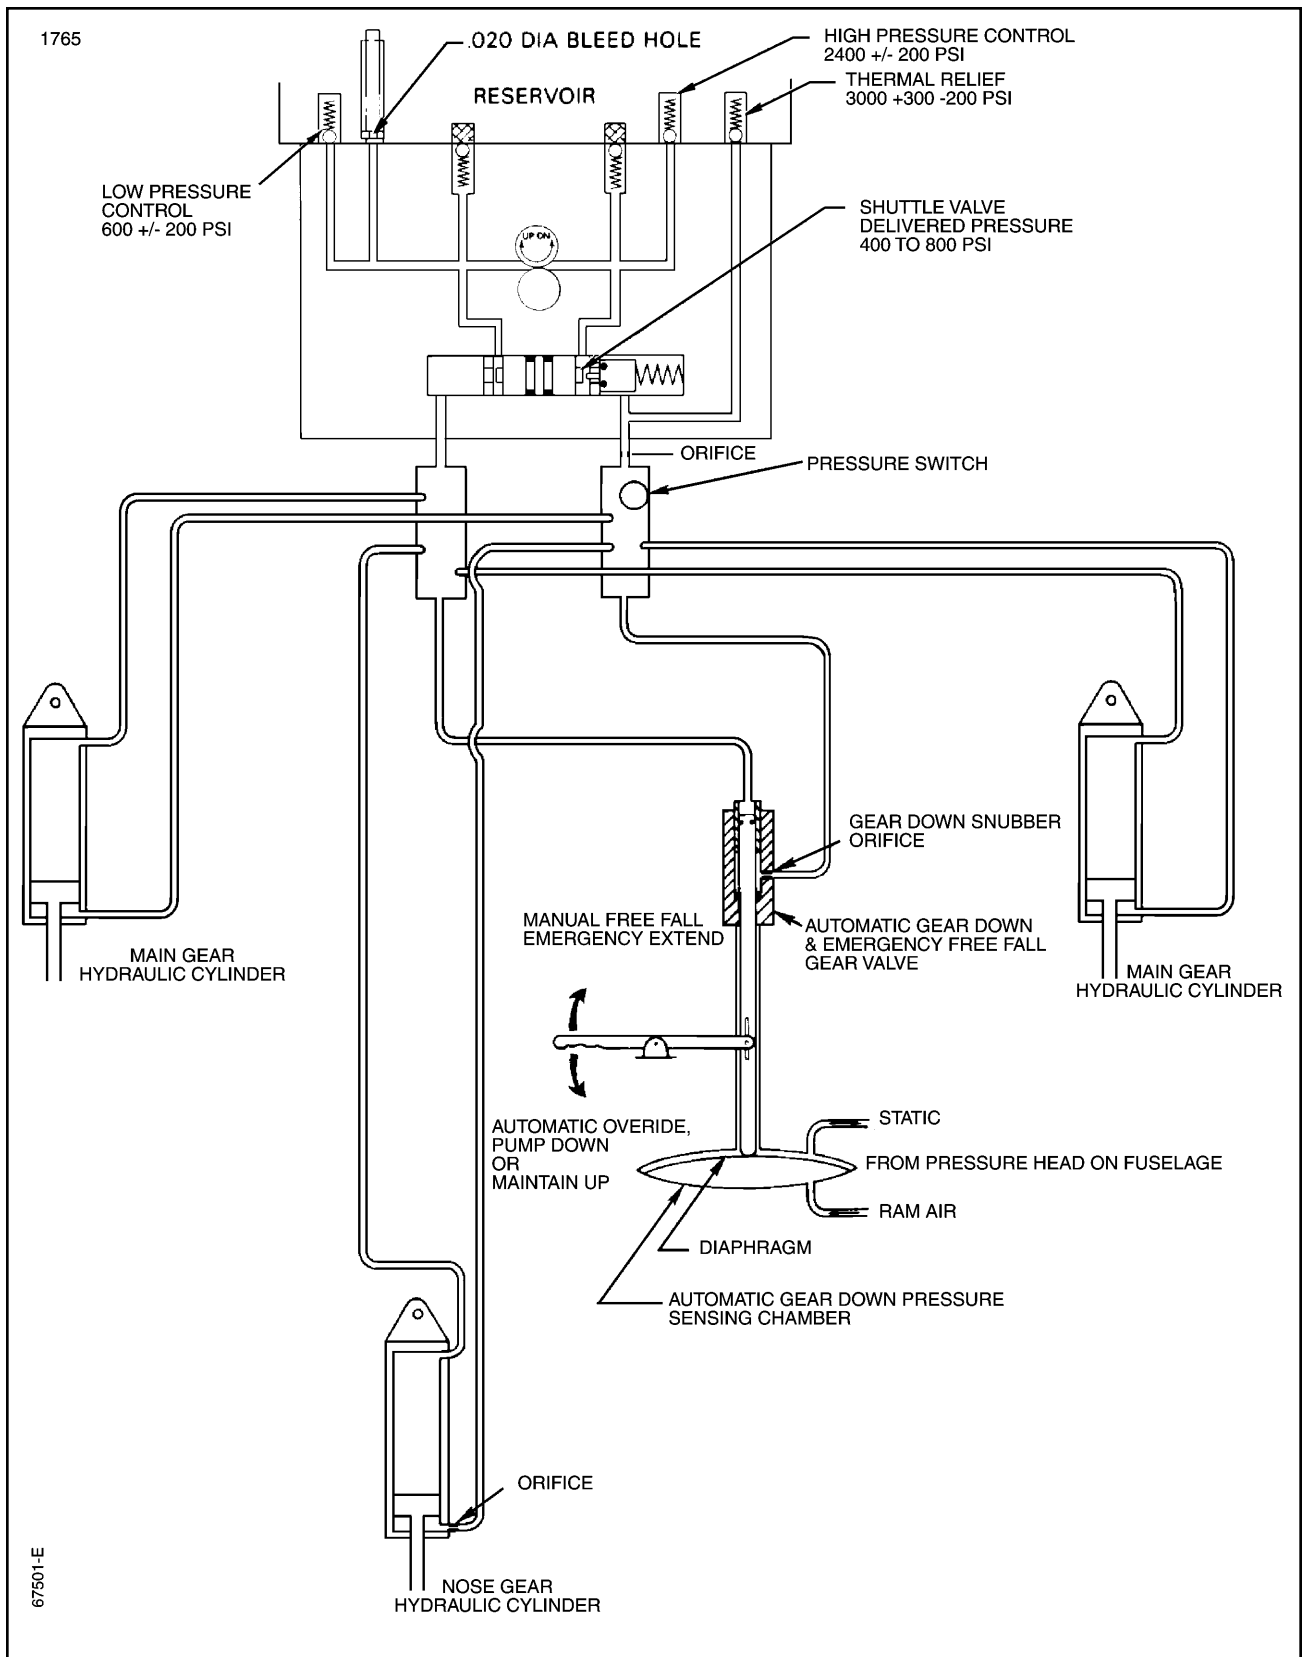 1765
.020 DIA BLEED HOLE
HIGH PRESSURE CONTROL
2400 +/- 200 PSI
THERMAL RELIEF
3000 +300 -200 PSI
RESERVOIR
LOW PRESSURE
CONTROL
600 +/- 200 PSI
UP ON
SHUTTLE VALVE
DELIVERED PRESSURE
400 TO 800 PSI
ORIFICE
PRESSURE SWITCH
GEAR DOWN SNUBBER
ORIFICE
MANUAL FREE FALL
EMERGENCY EXTEND
AUTOMATIC GEAR DOWN
& EMERGENCY FREE FALL
GEAR VALVE
MAIN GEAR
HYDRAULIC CYLINDER
MAIN GEAR
HYDRAULIC CYLINDER
AUTOMATIC OVERIDE,
PUMP DOWN
OR
MAINTAIN UP
STATIC
FROM PRESSURE HEAD ON FUSELAGE
RAM AIR
DIAPHRAGM
AUTOMATIC GEAR DOWN PRESSURE
SENSING CHAMBER
ORIFICE
NOSE GEAR
HYDRAULIC CYLINDER
67501-E